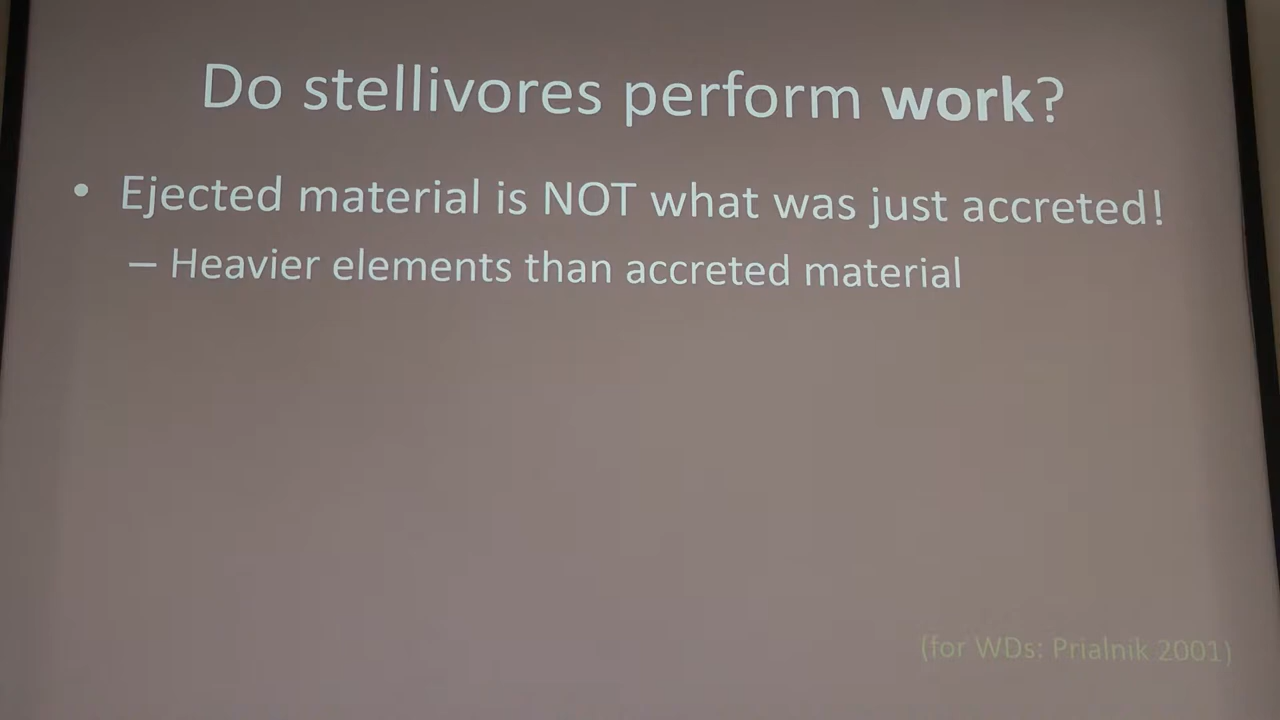 Do stellivores perform work?
• Ejected material is NOT what was just accreted!
– Heavier elements than accreted material
(for WDs: Prialnik 2001)